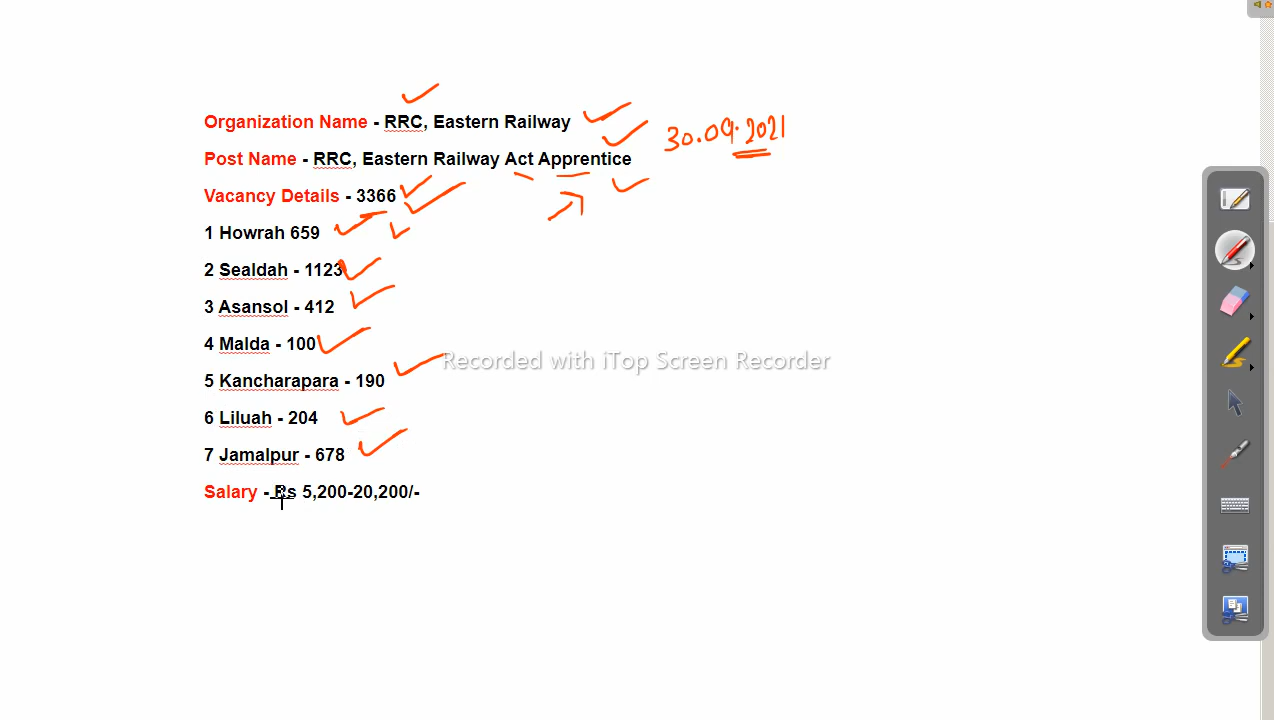 Organization Name - RRC, Eastern Railway
30.09.2021
Post Name - RRC, Eastern Railway Act Apprentice
Vacancy Details - 3366
1 Howrah 659
2 Sealdah - 1123
3 Asansol - 412
4 Malda - 100
Recorded with iTop Screen Recorder
5 Kancharapara - 190
6 Liluah - 204
7 Jamalpur - 678
Salary - Rs 5,200-20,200/-